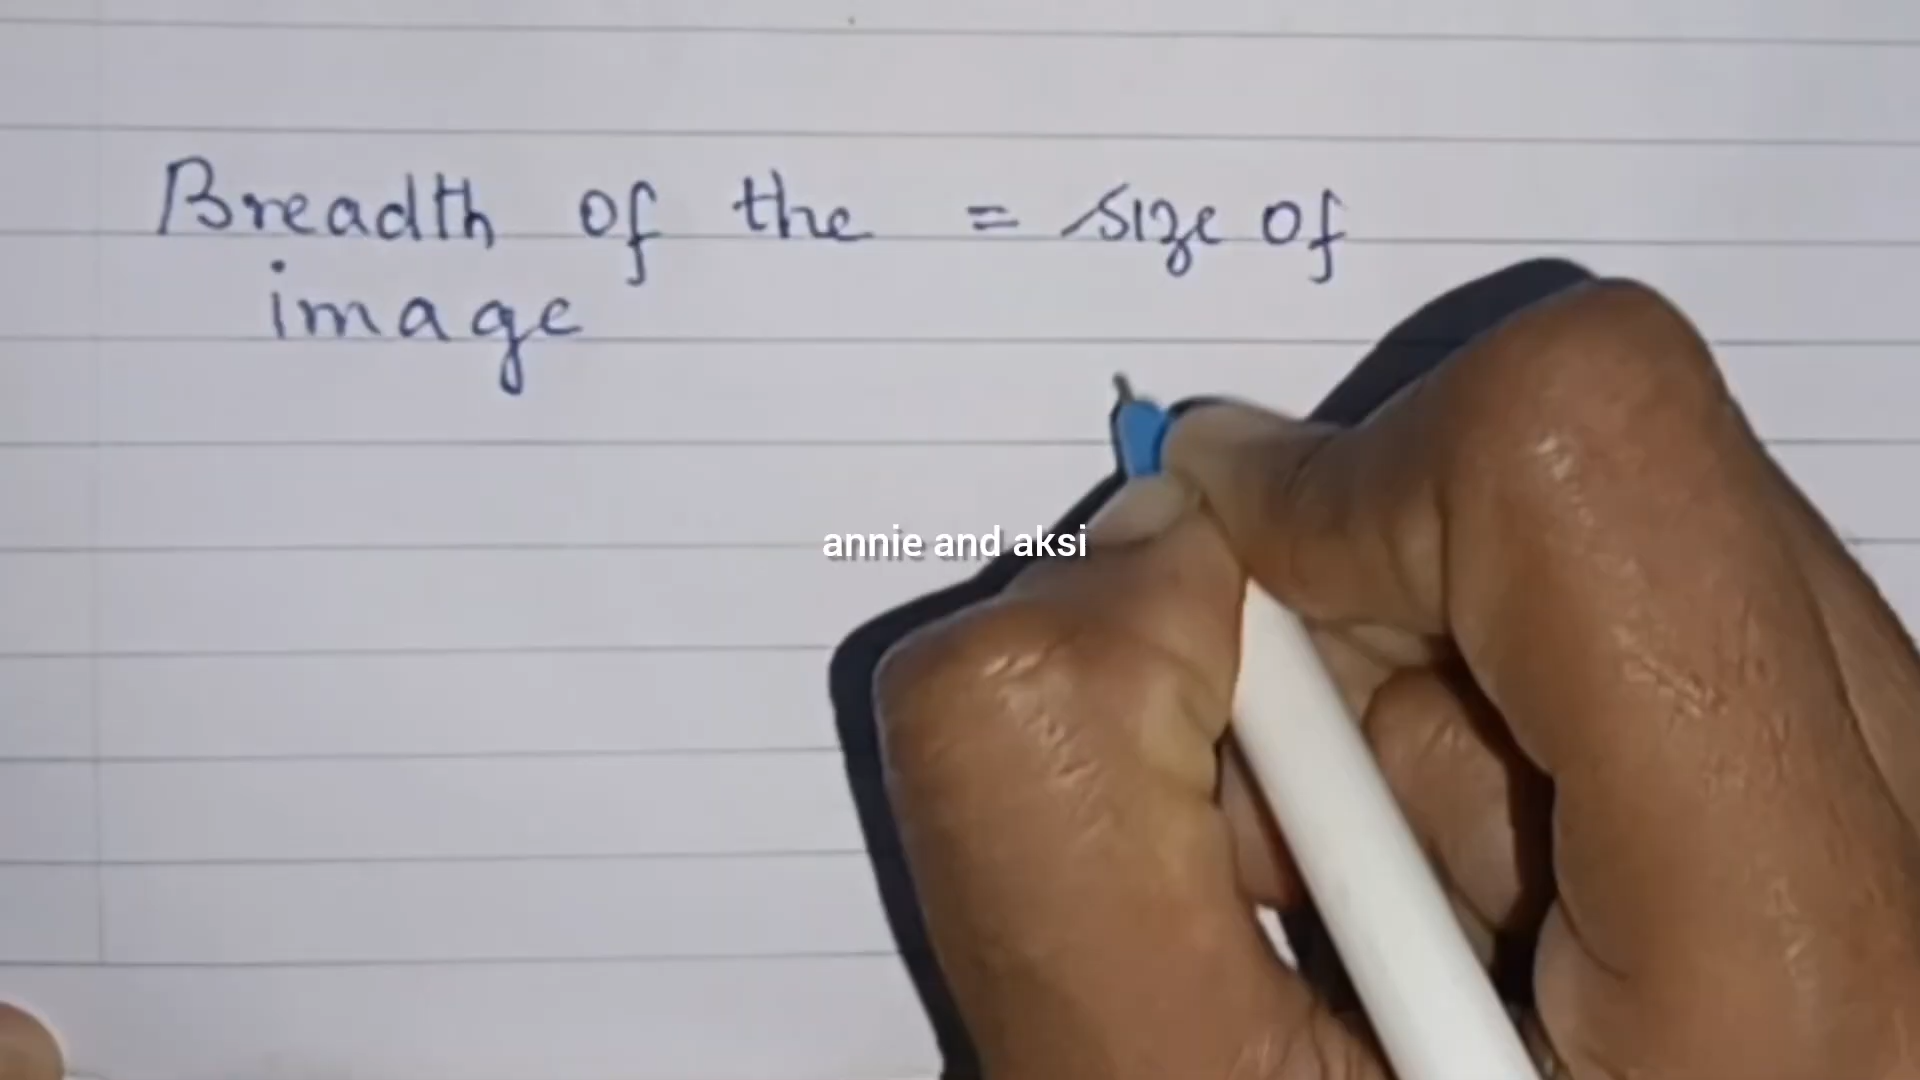 Breadth of the = size of
image
annie and aksi